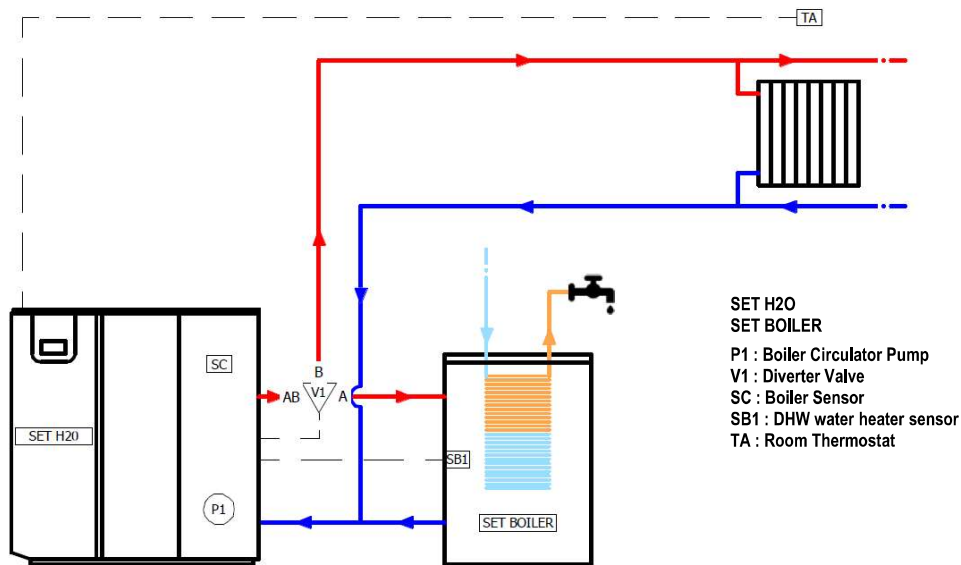 TA
B
AB
V1
A
SC
SET H20
SB1
P1
SET BOILER
SET H2O
SET BOILER
P1 : Boiler Circulator Pump
V1 : Diverter Valve
SC : Boiler Sensor
SB1 : DHW water heater sensor
TA : Room Thermostat